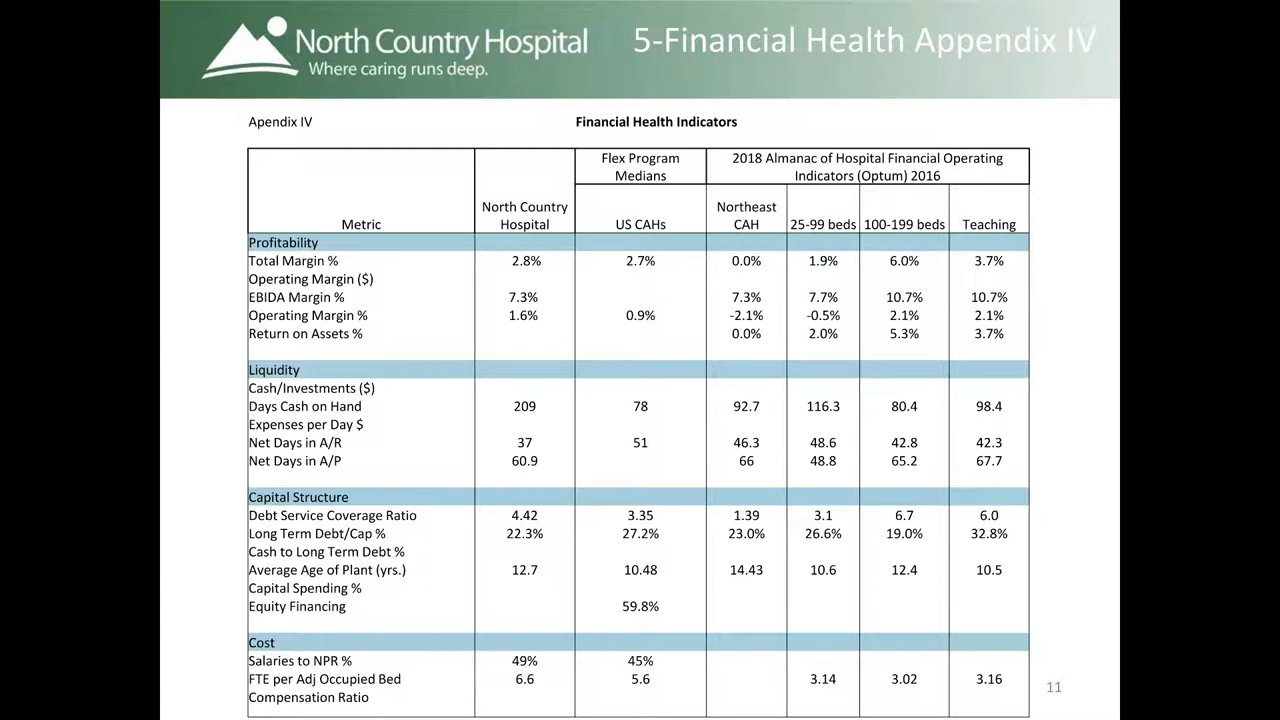 North Country Hospital
Where caring runs deep.
5-Financial Health Appendix IV
Apendix IV Financial Health Indicators
Flex Program Medians 2018 Almanac of Hospital Financial Operating Indicators (Optum) 2016
Metric North Country Hospital US CAHs Northeast CAH 25-99 beds 100-199 beds Teaching
Profitability
Total Margin % 2.8% 2.7% 0.0% 1.9% 6.0% 3.7%
Operating Margin ($)
EBIDA Margin % 7.3% 7.3% 7.7% 10.7% 10.7%
Operating Margin % 1.6% 0.9% -2.1% -0.5% 2.1% 2.1%
Return on Assets % 0.0% 2.0% 5.3% 3.7%
Liquidity
Cash/Investments ($)
Days Cash on Hand 209 78 92.7 116.3 80.4 98.4
Expenses per Day $
Net Days in A/R 37 51 46.3 48.6 42.8 42.3
Net Days in A/P 60.9 66 48.8 65.2 67.7
Capital Structure
Debt Service Coverage Ratio 4.42 3.35 1.39 3.1 6.7 6.0
Long Term Debt/Cap % 22.3% 27.2% 23.0% 26.6% 19.0% 32.8%
Cash to Long Term Debt %
Average Age of Plant (yrs.) 12.7 10.48 14.43 10.6 12.4 10.5
Capital Spending %
Equity Financing 59.8%
Cost
Salaries to NPR % 49% 45%
FTE per Adj Occupied Bed 6.6 5.6 3.14 3.02 3.16
Compensation Ratio
11